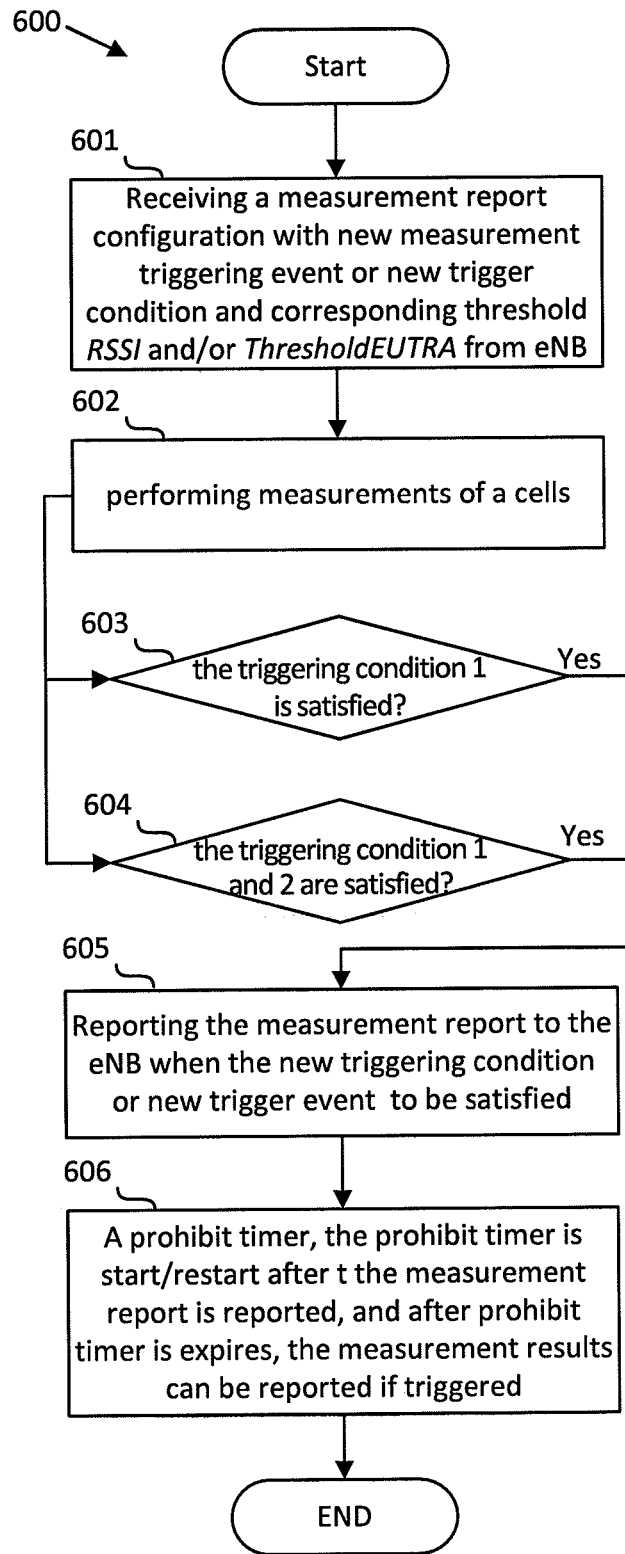 600
Start
601
Receiving a measurement report
configuration with new measurement
triggering event or new trigger
condition and corresponding threshold
RSSI and/or ThresholdEUTRA from eNB
602
performing measurements of a cells
603
the triggering condition 1
is satisfied?
Yes
604
the triggering condition 1
and 2 are satisfied?
Yes
605
Reporting the measurement report to the
eNB when the new triggering condition
or new trigger event to be satisfied
606
A prohibit timer, the prohibit timer is
start/restart after t the measurement
report is reported, and after prohibit
timer is expires, the measurement results
can be reported if triggered
END